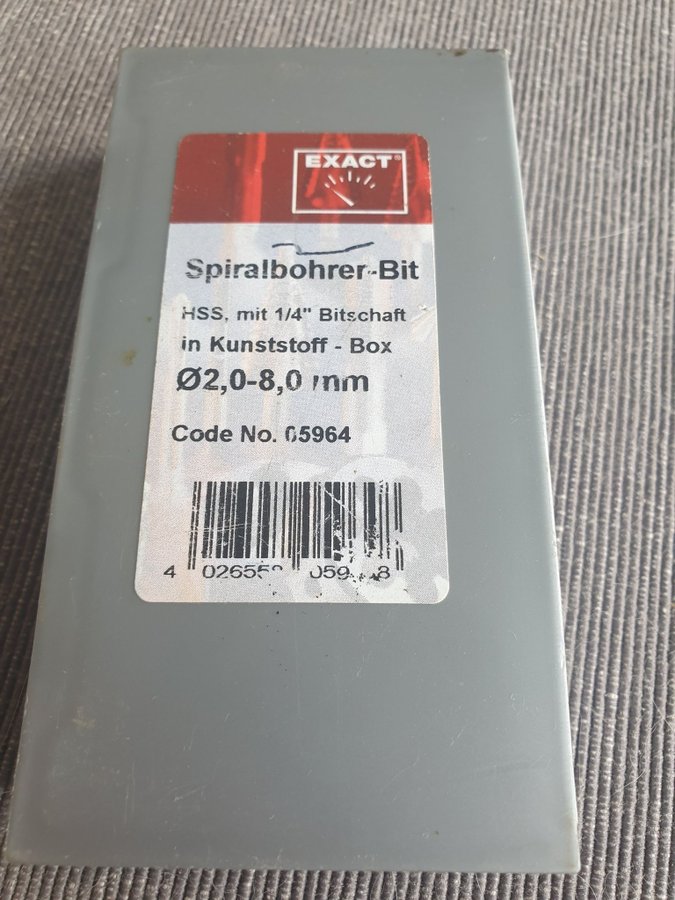 EXACT®
Spiralbohrer-Bit
HSS, mit 1/4" Bitschaft
in Kunststoff - Box
Ø2,0-8,0 mm
Code No. 05964
4